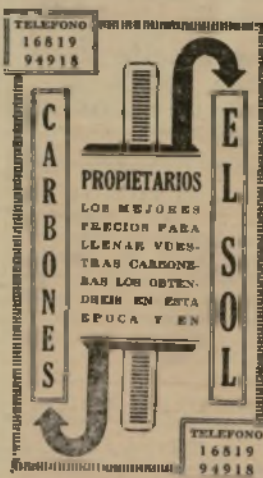 TELEFONO
16819
94918
CARBONES
PROPIETARIOS
LOS MEJORES
PRECIOS PARA
LLENAR VUES-
TRAS CARBONE-
RAS LOS OBTEN-
DREIS EN ESTA
EPOCA Y EN
EL SOL
TELEFONO
16819
94918